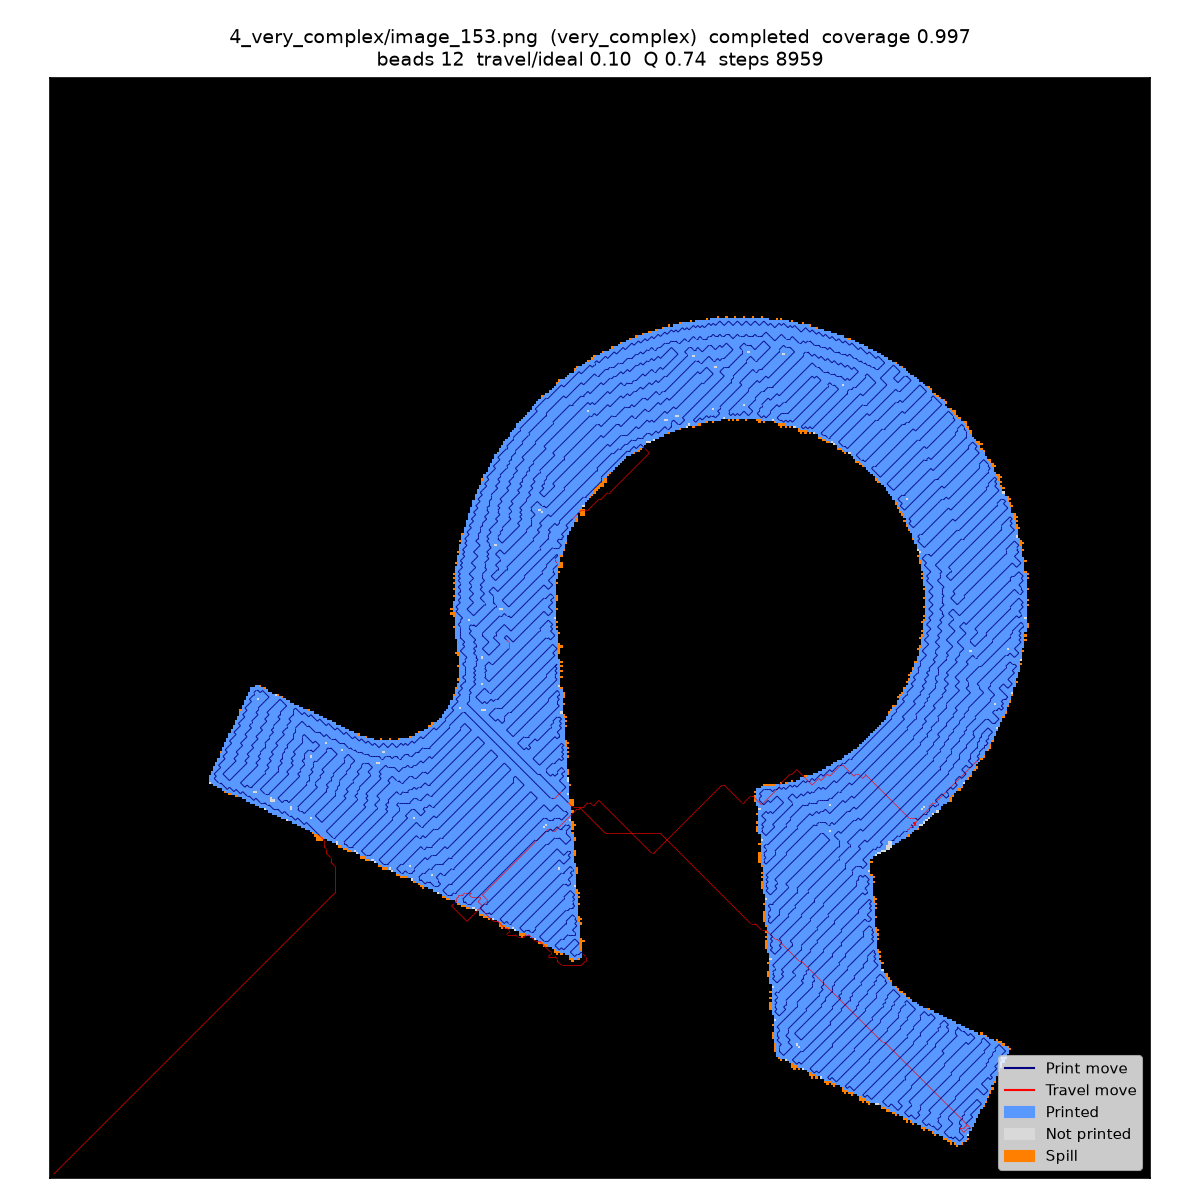 4_very_complex/image_153.png  (very_complex)  completed  coverage 0.997
beads 12  travel/ideal 0.10  Q 0.74  steps 8959
Print move
Travel move
Printed
Not printed
Spill